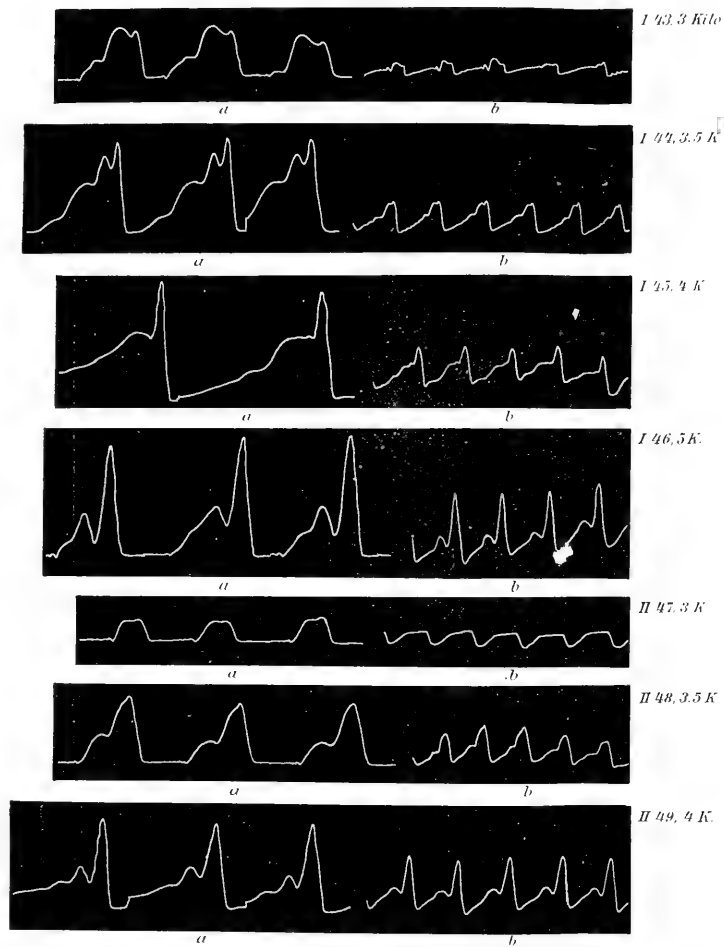 I 43, 3 Kilo
a b
I 44, 3.5 K
a b
I 45, 4 K
a b
I 46, 5 K.
a b
II 47, 3 K
a b
II 48, 3.5 K
a b
II 49, 4 K.
a b